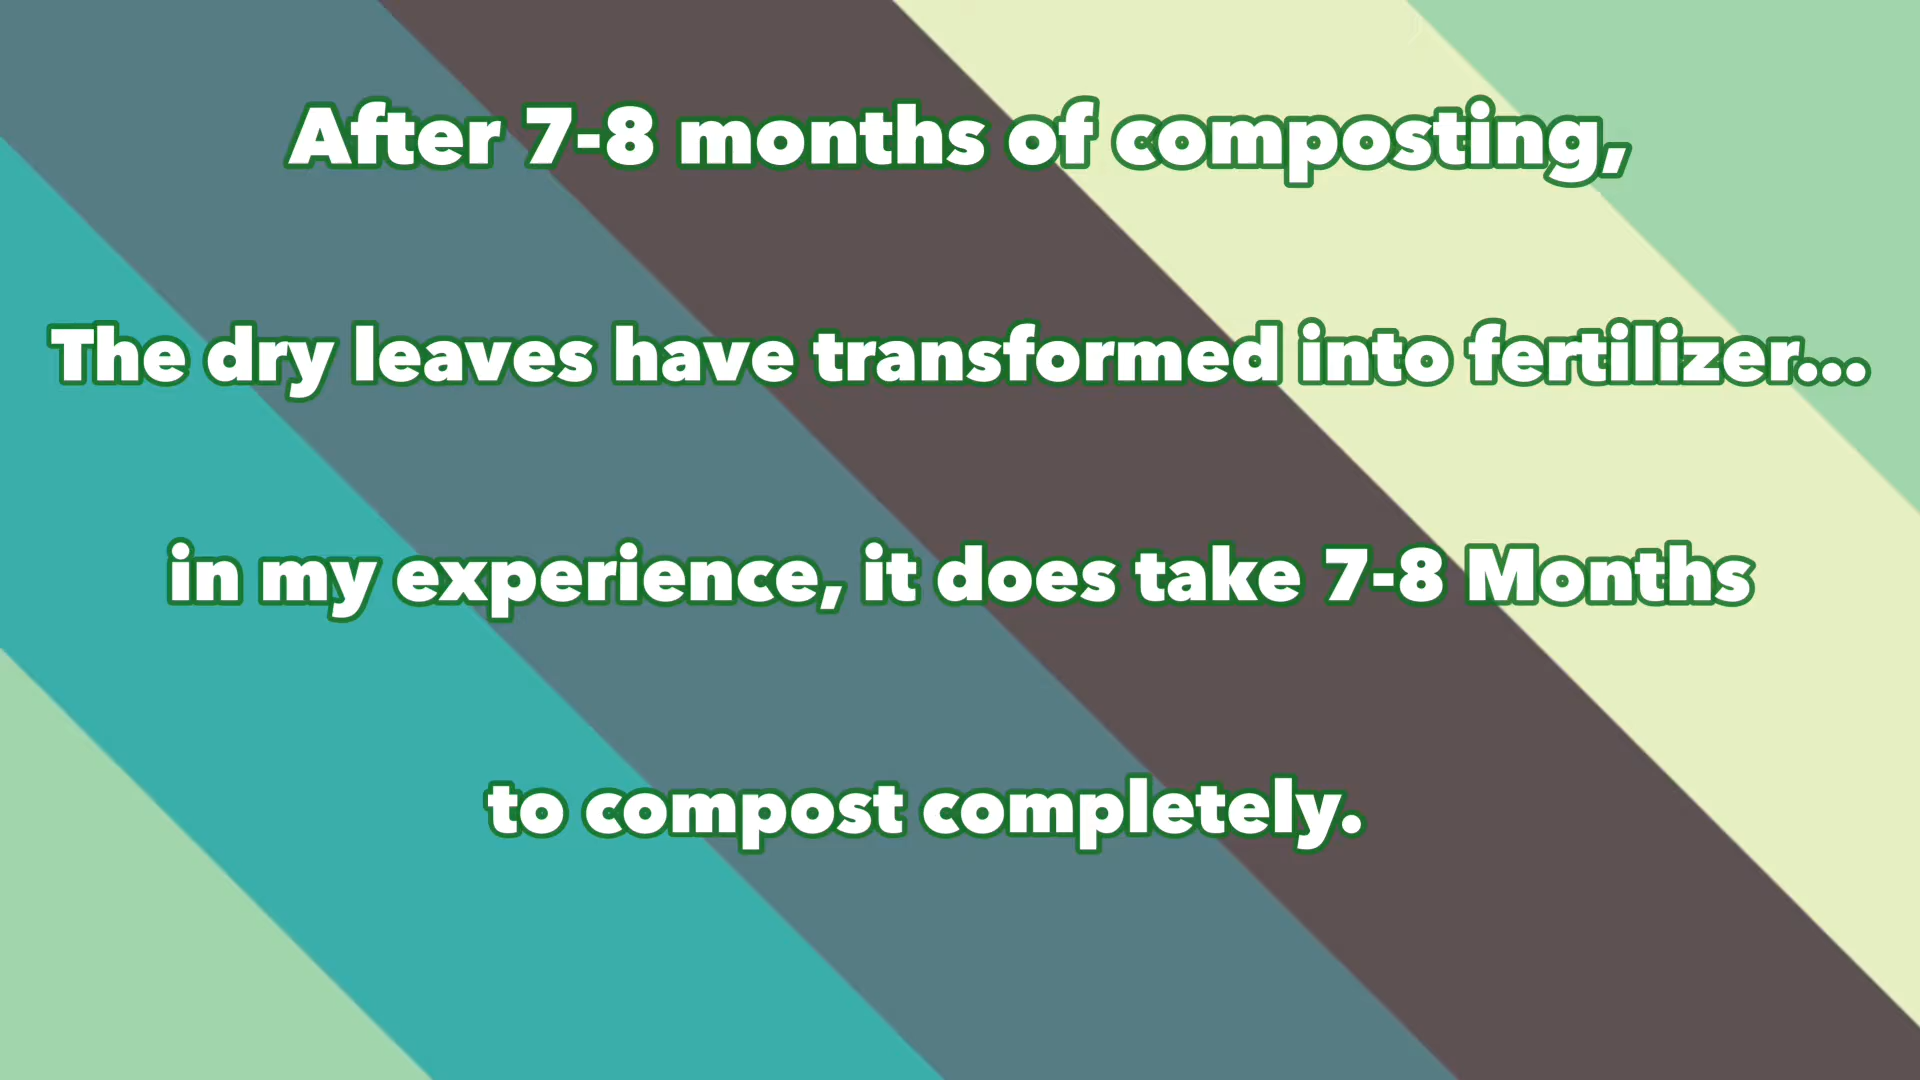 After 7-8 months of composting,
The dry leaves have transformed into fertilizer...
in my experience, it does take 7-8 Months
to compost completely.